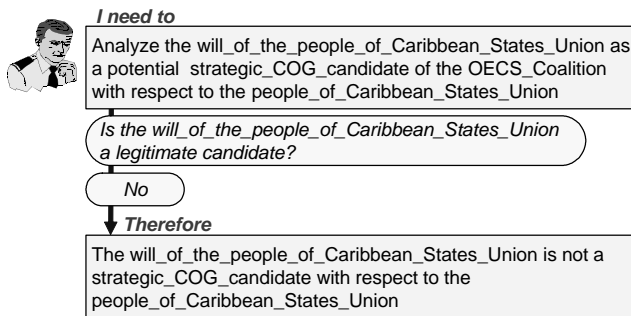 I need to
Analyze the will_of_the_people_of_Caribbean_States_Union as
a potential strategic_COG_candidate of the OECS_Coalition
with respect to the people_of_Caribbean_States_Union
Is the will_of_the_people_of_Caribbean_States_Union
a legitimate candidate?
No
Therefore
The will_of_the_people_of_Caribbean_States_Union is not a
strategic_COG_candidate with respect to the
people_of_Caribbean_States_Union